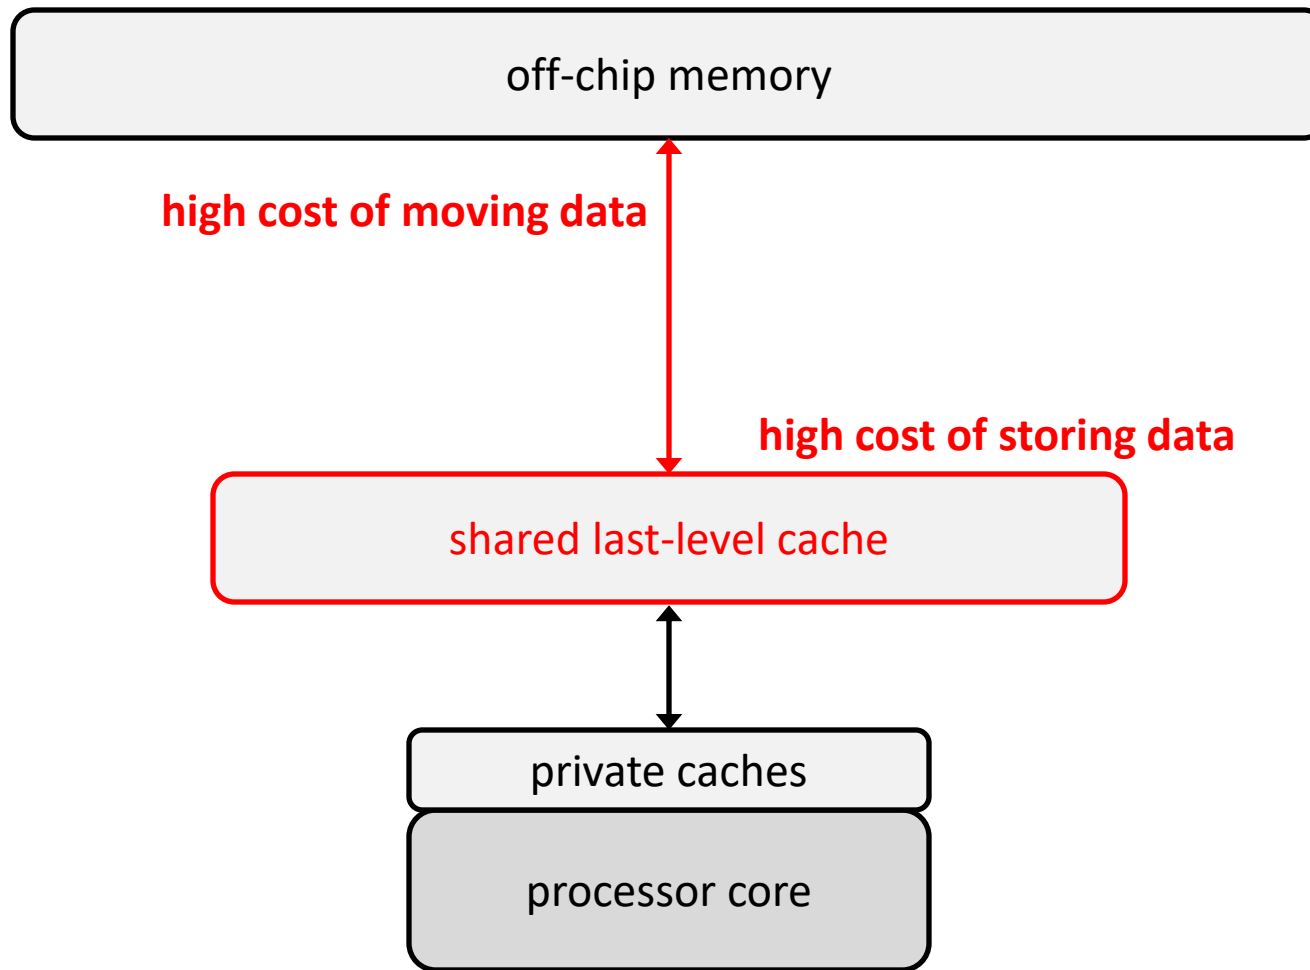 off-chip memory
high cost of moving data
high cost of storing data
shared last-level cache
private caches
processor core